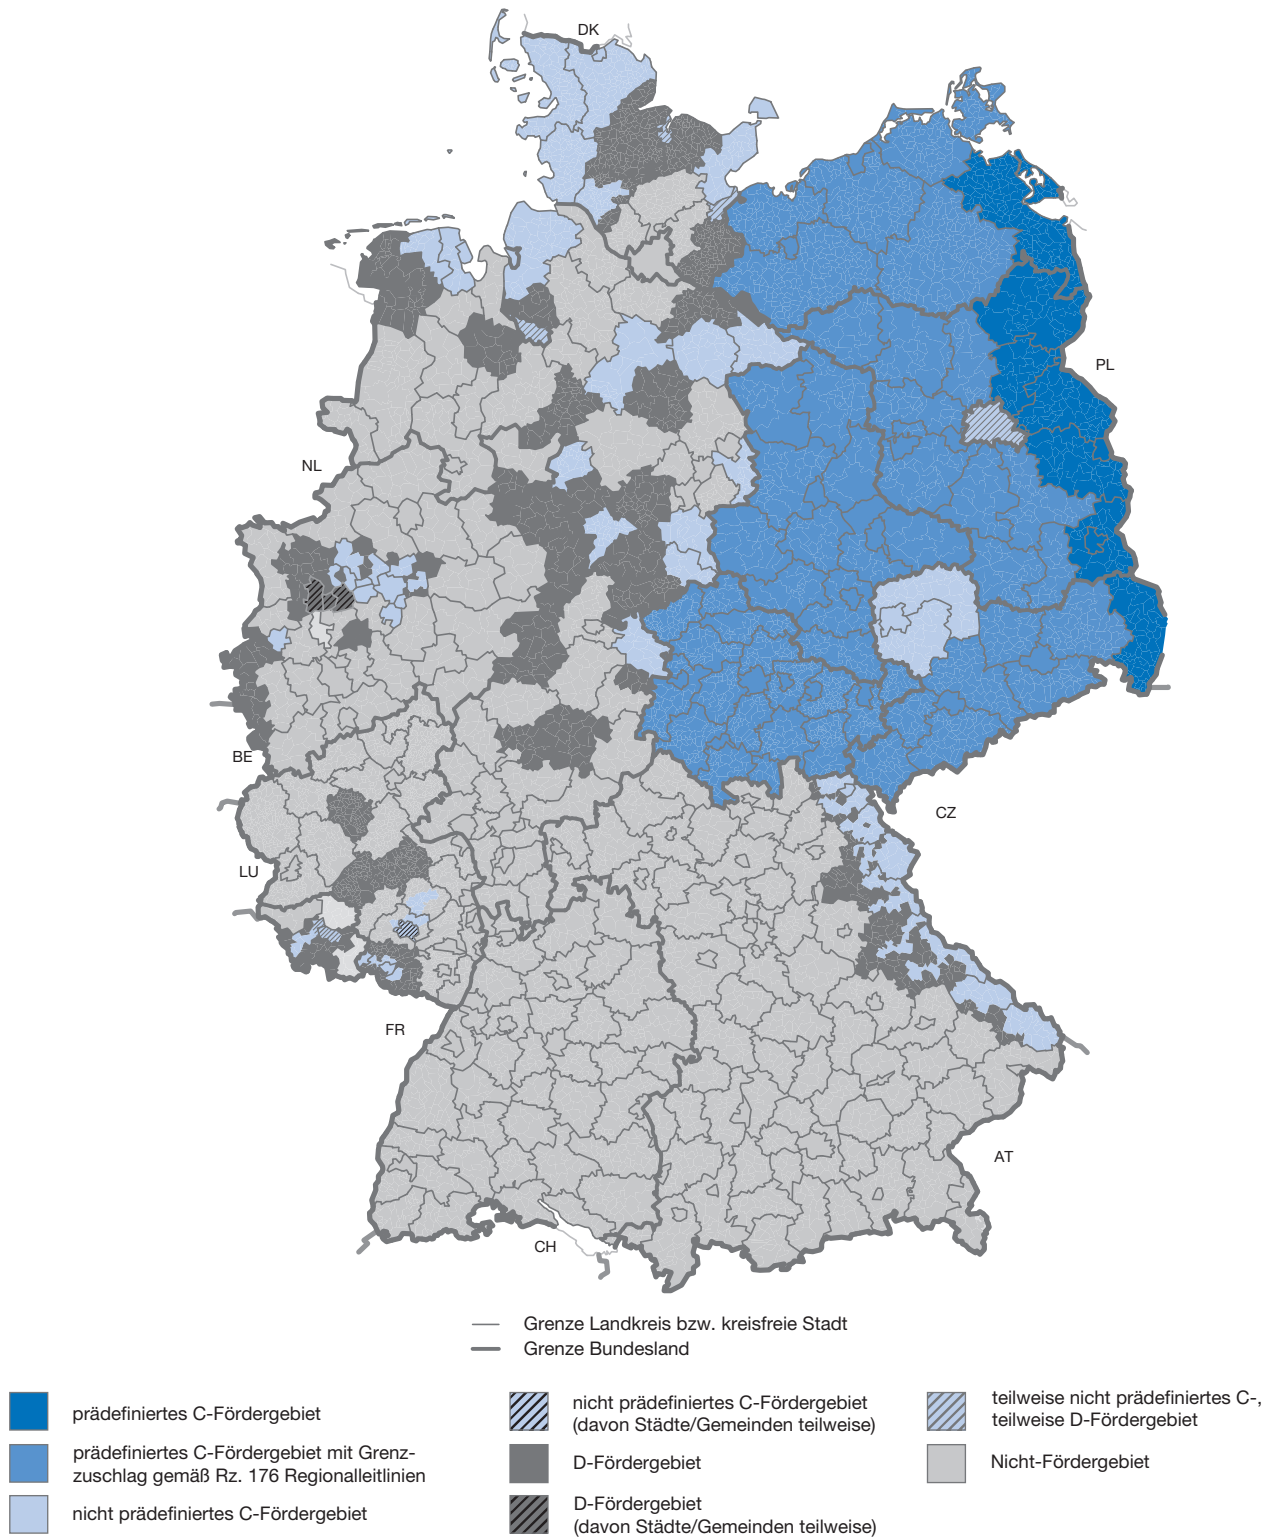 DK
PL
NL
BE
CZ
LU
FR
AT
CH
Grenze Landkreis bzw. kreisfreie Stadt
Grenze Bundesland
prädefiniertes C-Fördergebiet
prädefiniertes C-Fördergebiet mit Grenz-
zuschlag gemäß Rz. 176 Regionalleitlinien
nicht prädefiniertes C-Fördergebiet
nicht prädefiniertes C-Fördergebiet
(davon Städte/Gemeinden teilweise)
D-Fördergebiet
D-Fördergebiet
(davon Städte/Gemeinden teilweise)
teilweise nicht prädefiniertes C-,
teilweise D-Fördergebiet
Nicht-Fördergebiet